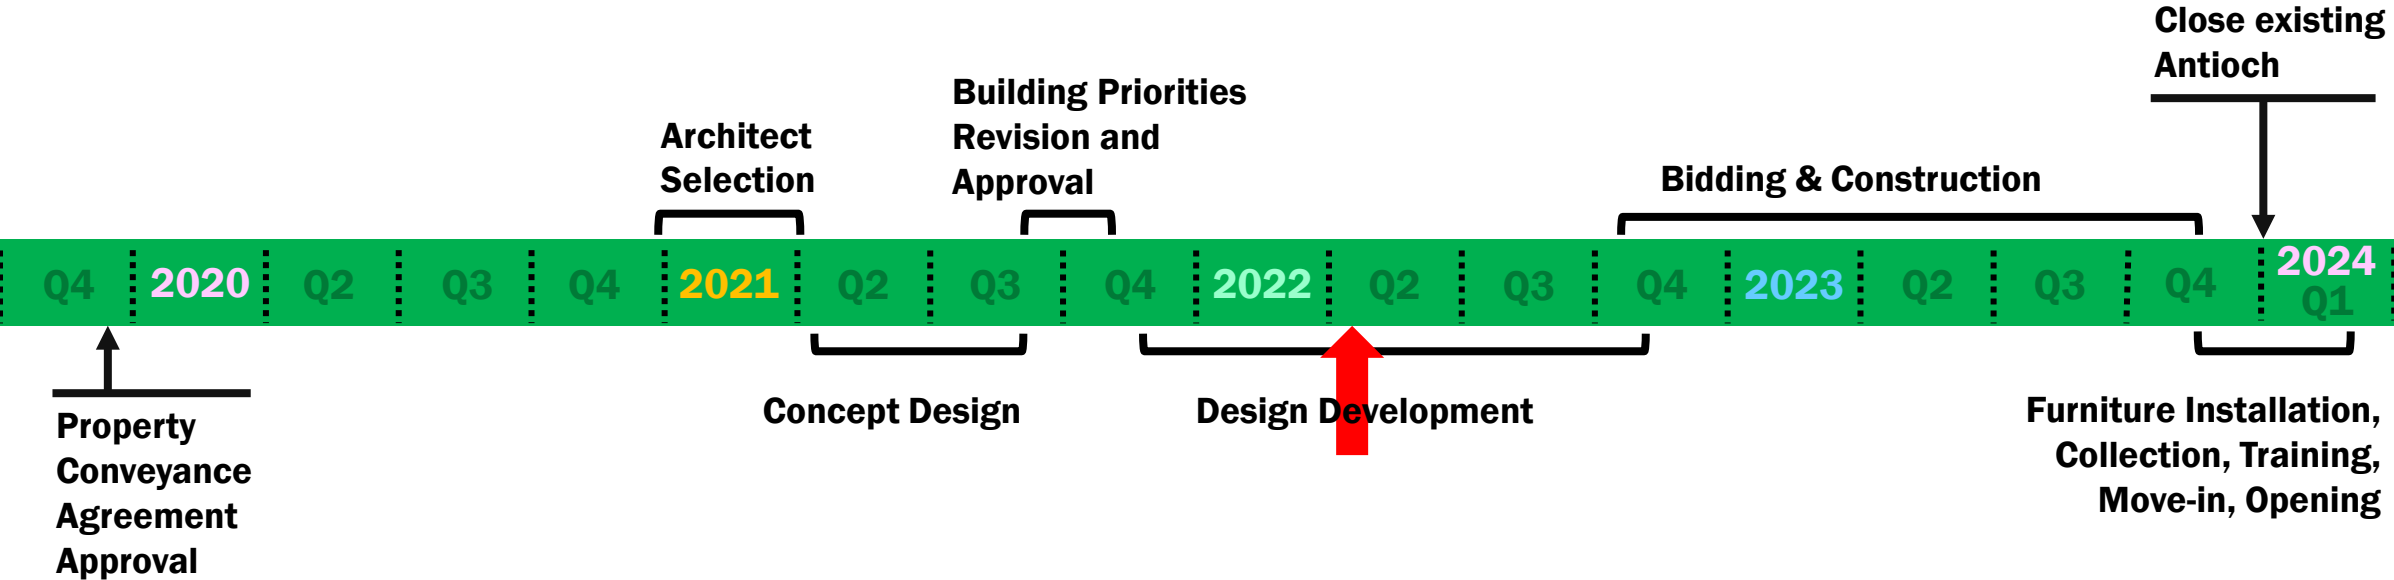 Close existing
Antioch
Building Priorities
Revision and
Approval
Architect
Selection
Bidding & Construction
Q4 2020 Q2 Q3 Q4 2021 Q2 Q3 Q4 2022 Q2 Q3 Q4 2023 Q2 Q3 Q4 2024
Q1
Concept Design
Design Development
Property
Conveyance
Agreement
Approval
Furniture Installation,
Collection, Training,
Move-in, Opening